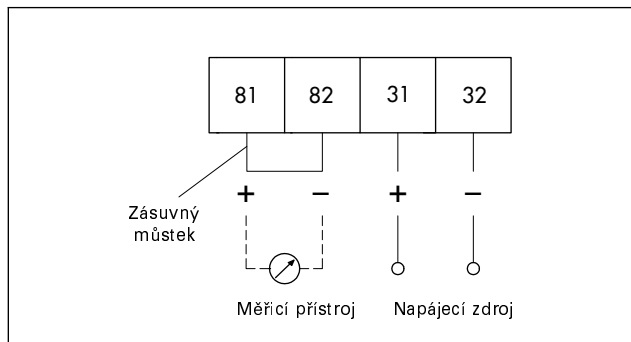 81 82 31 32
+ − + −
Zásuvný
můstek
Měřicí přístroj Napájecí zdroj